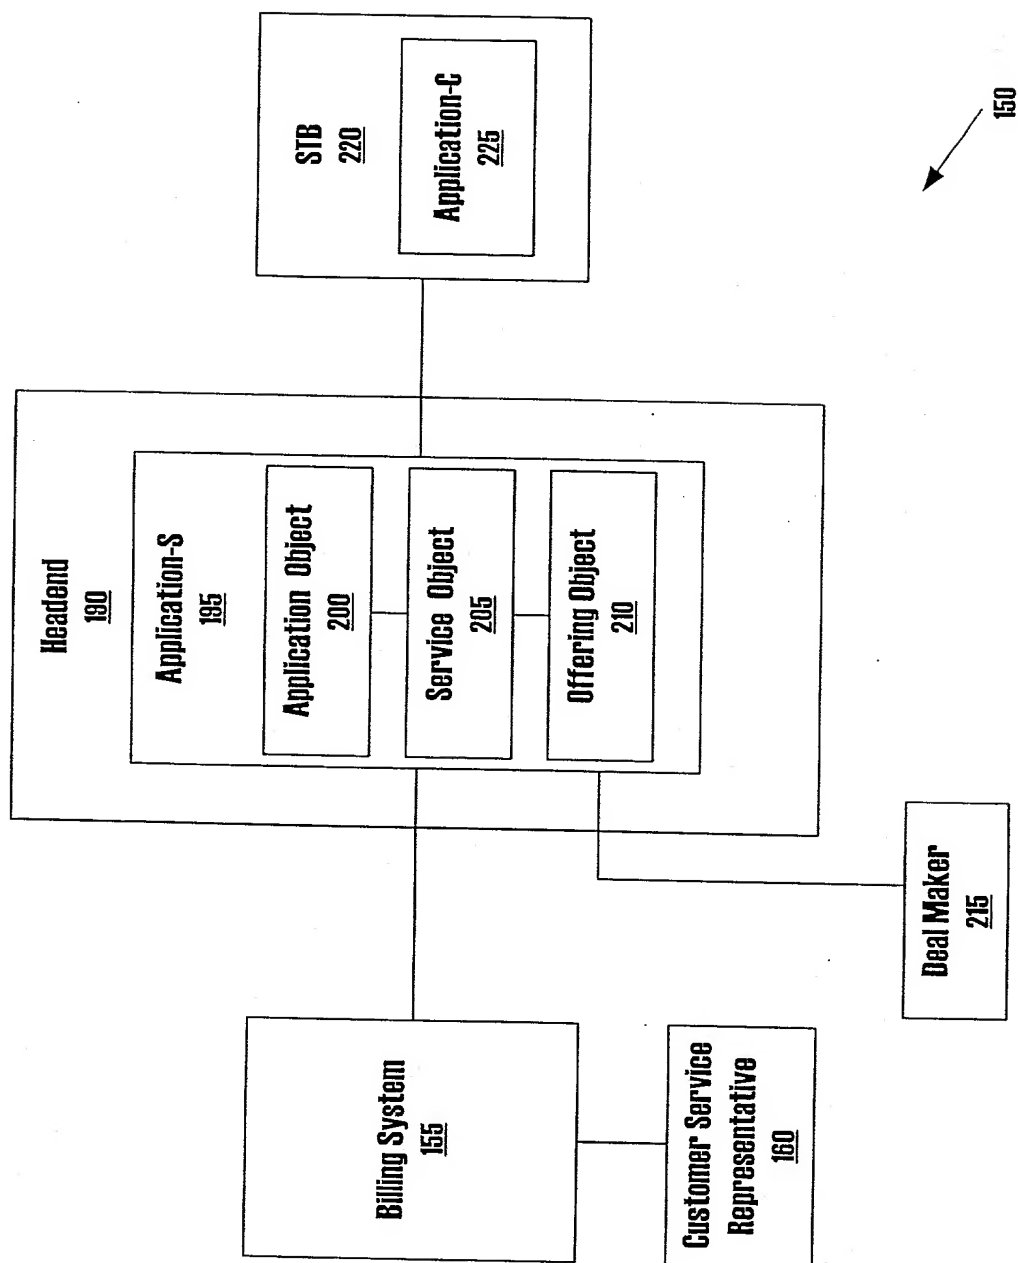 Billing System
155
Customer Service
Representative
160
Headend
190
Application-S
195
Application Object
200
Service Object
205
Offering Object
210
Deal Maker
215
STB
220
Application-C
225
150